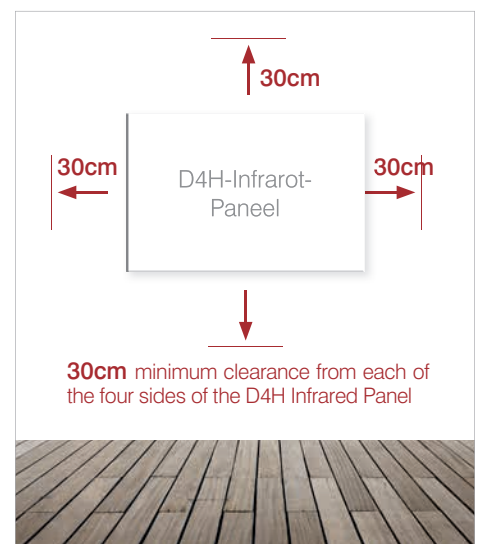 30cm
30cm
30cm
D4H-Infrarot-
Paneel
30cm minimum clearance from each of
the four sides of the D4H Infrared Panel